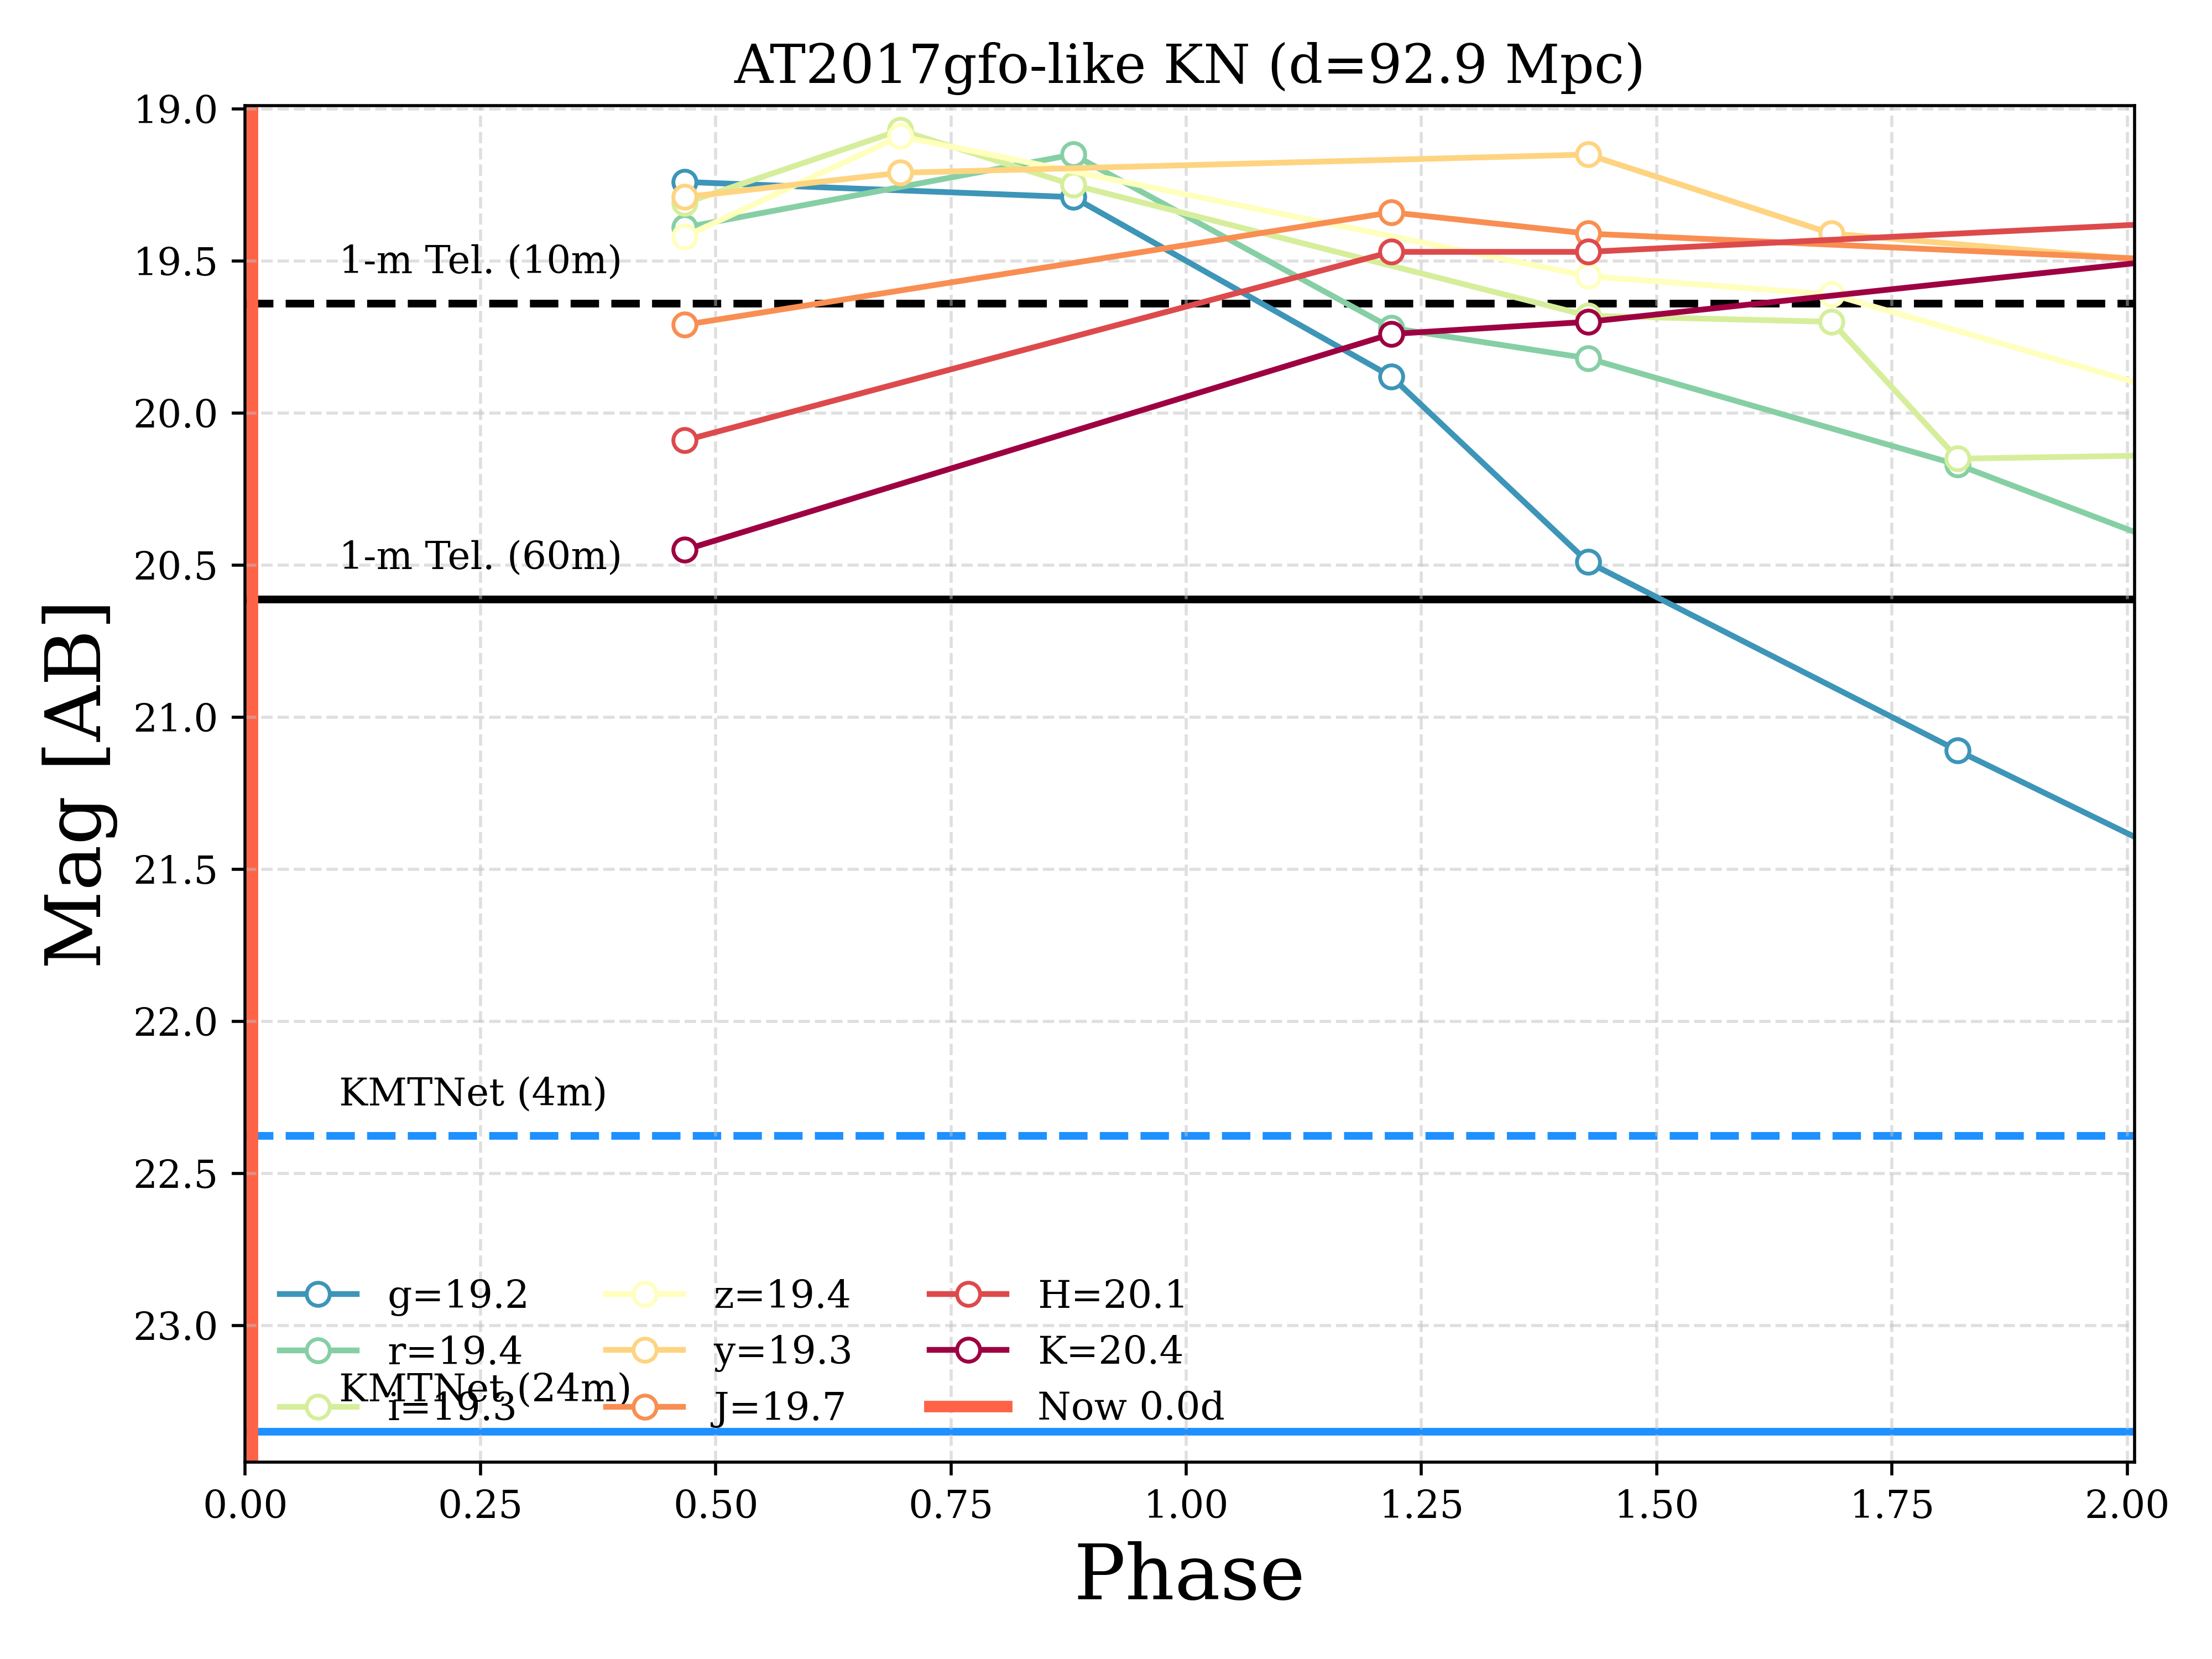 AT2017gfo-like KN (d=92.9 Mpc)
Mag [AB]
19.0
19.5
20.0
20.5
21.0
21.5
22.0
22.5
23.0
1-m Tel. (10m)
1-m Tel. (60m)
KMTNet (4m)
KMTNet (24m)
g=19.2
r=19.4
i=19.3
z=19.4
y=19.3
J=19.7
H=20.1
K=20.4
Now 0.0d
0.00 0.25 0.50 0.75 1.00 1.25 1.50 1.75 2.00
Phase